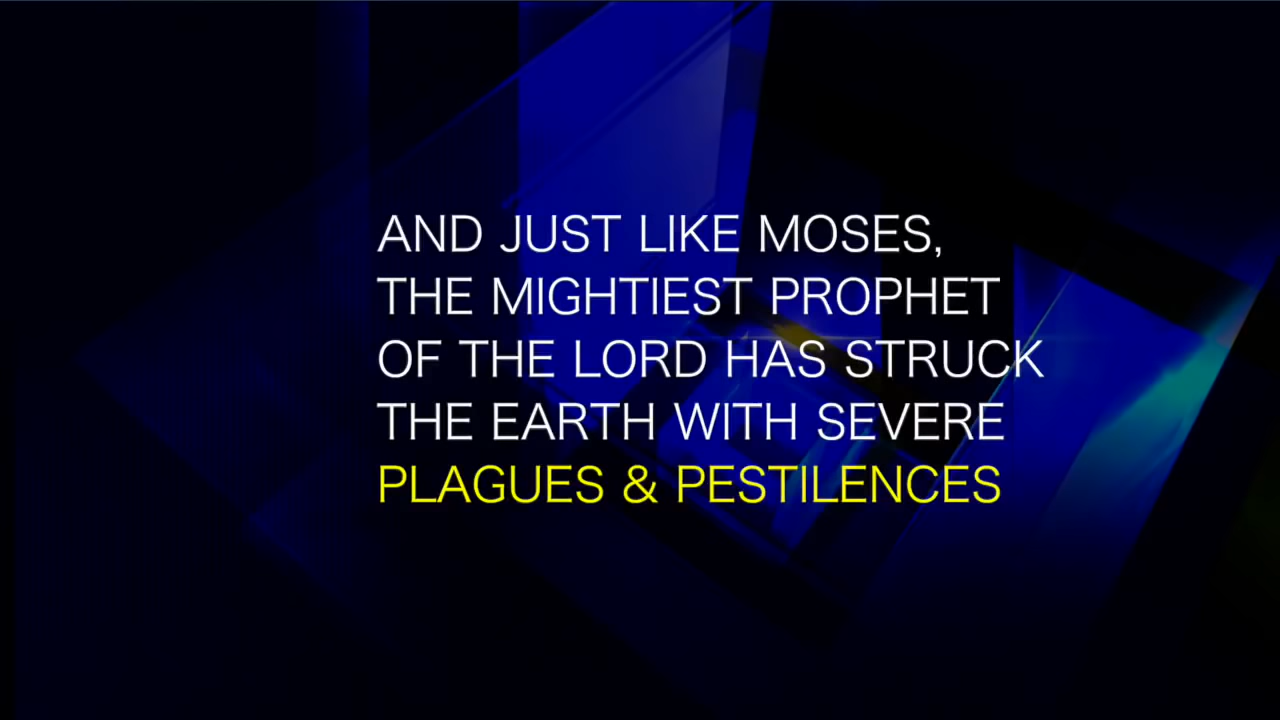 AND JUST LIKE MOSES,
THE MIGHTIEST PROPHET
OF THE LORD HAS STRUCK
THE EARTH WITH SEVERE
PLAGUES & PESTILENCES